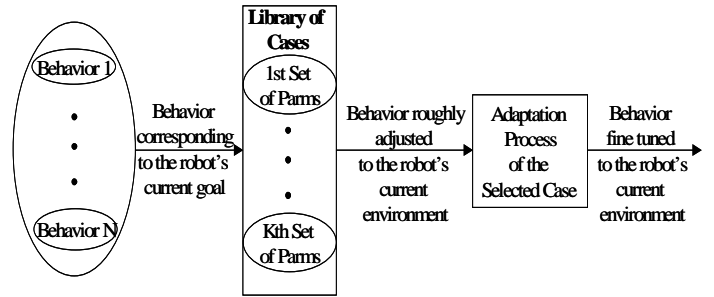 Behavior 1
Behavior N
Behavior
corresponding
to the robot's
current goal
Library of
Cases
1st Set
of Parms
Kth Set
of Parms
Behavior roughly
adjusted
to the robot's
current
environment
Adaptation
Process
of the
Selected Case
Behavior
fine tuned
to the robot's
current
environment